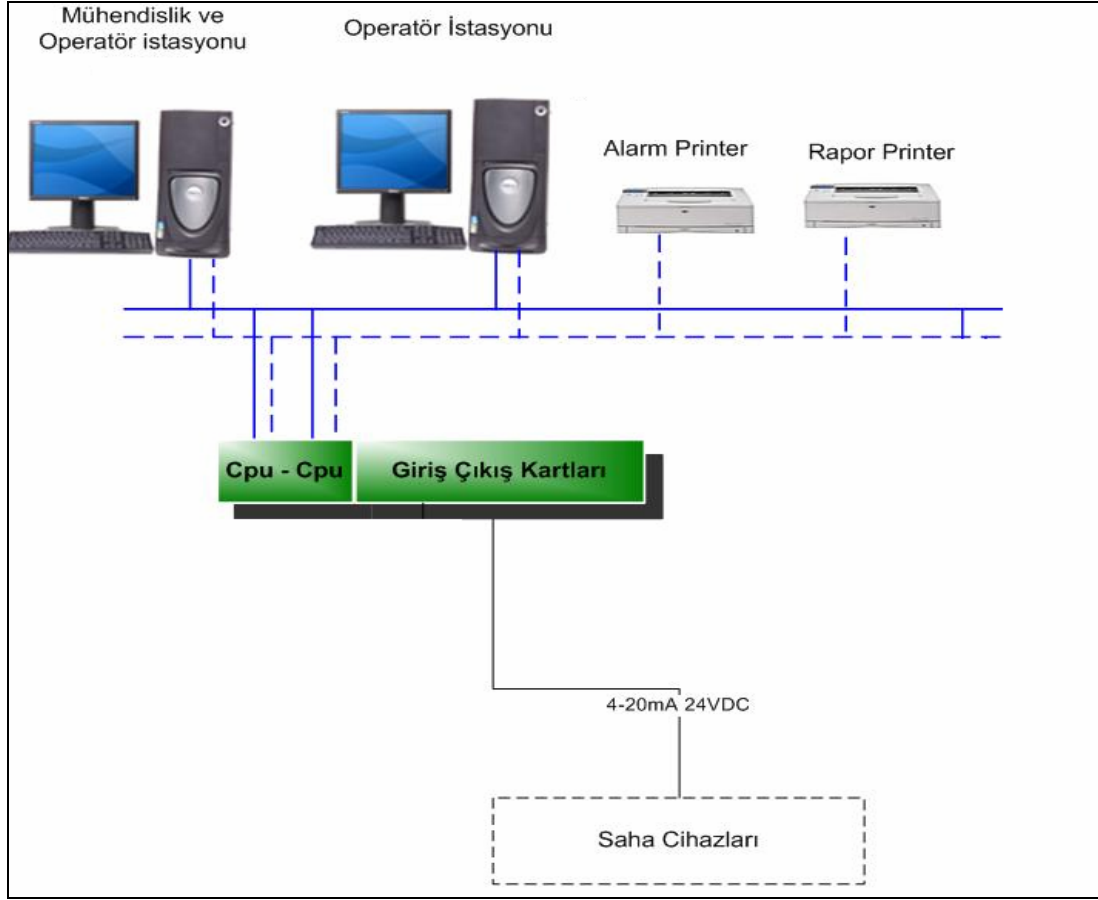 Mühendislik ve
Operatör istasyonu
Operatör İstasyonu
Alarm Printer
Rapor Printer
Cpu - Cpu
Giriş Çıkış Kartları
4-20mA 24VDC
Saha Cihazları